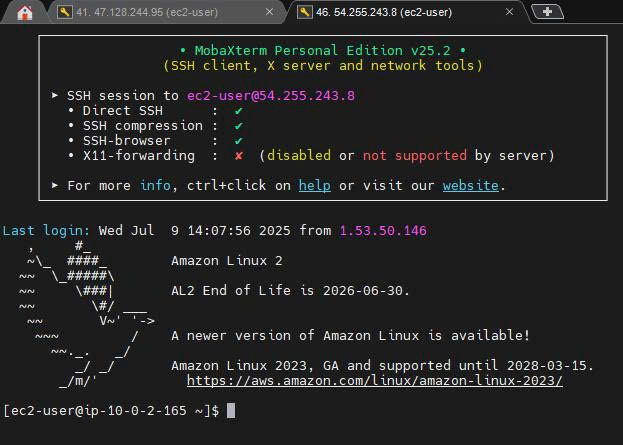 41. 47.128.244.95 (ec2-user)
46. 54.255.243.8 (ec2-user)
• MobaXterm Personal Edition v25.2 •
(SSH client, X server and network tools)
➤ SSH session to ec2-user@54.255.243.8
• Direct SSH : ✔
• SSH compression : ✔
• SSH-browser : ✔
• X11-forwarding : ✘ (disabled or not supported by server)
➤ For more info, ctrl+click on help or visit our website.
Last login: Wed Jul 9 14:07:56 2025 from 1.53.50.146
   ,     #_
   ~\_  ####_        Amazon Linux 2
  ~~  \_#####\
  ~~     \###|       AL2 End of Life is 2026-06-30.
  ~~       \#/ ___
   ~~       V~' '->
    ~~~         /    A newer version of Amazon Linux is available!
      ~~._.   _/
         _/ _/       Amazon Linux 2023, GA and supported until 2028-03-15.
       _/m/'           https://aws.amazon.com/linux/amazon-linux-2023/
[ec2-user@ip-10-0-2-165 ~]$